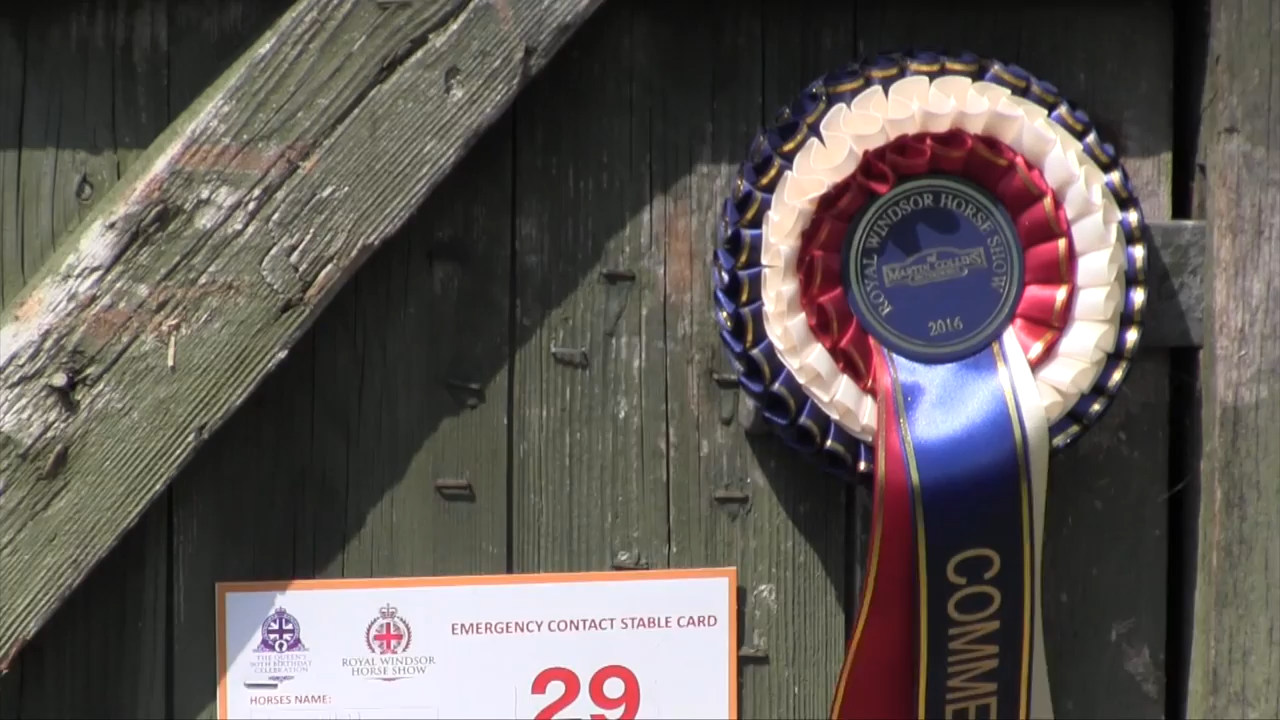 ROYAL WINDSOR HORSE SHOW
MARTIN COLLINS
2016
COMME
EMERGENCY CONTACT STABLE CARD
THE QUEEN'S
90TH BIRTHDAY
CELEBRATION
ROYAL WINDSOR
HORSE SHOW
HORSES NAME:
29